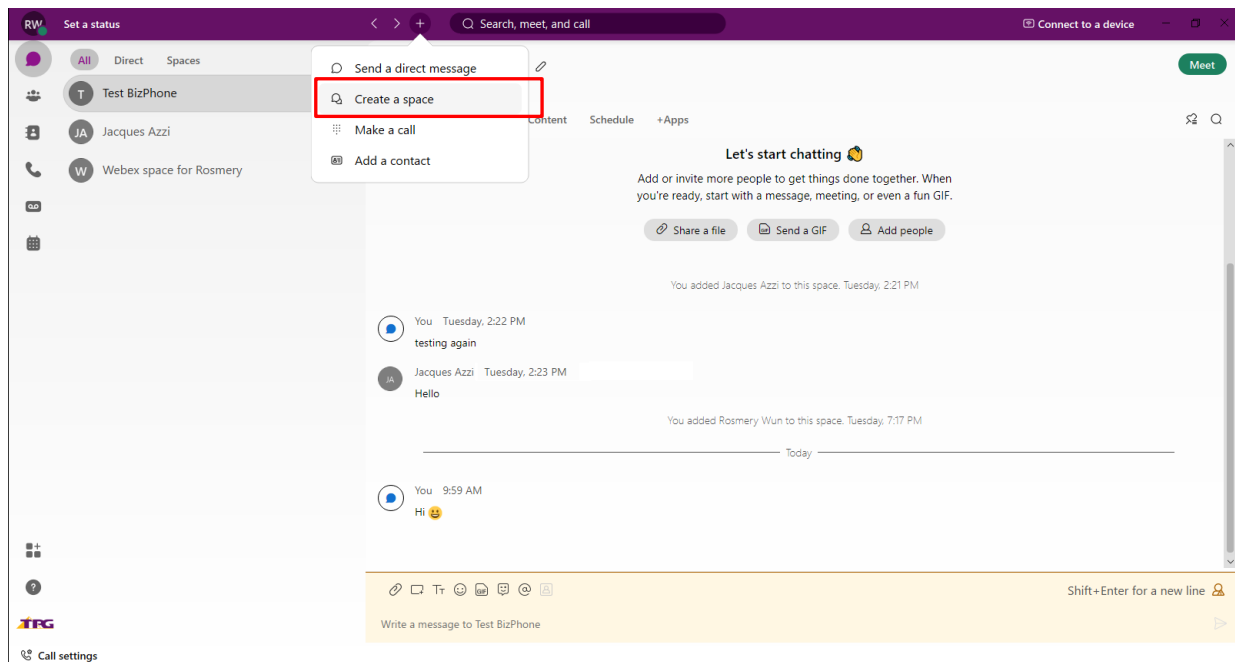 RW Set a status
Search, meet, and call
Connect to a device
All Direct Spaces
T Test BizPhone
JA Jacques Azzi
W Webex space for Rosmery
Send a direct message
Create a space
Make a call
Add a contact
Meet
Content Schedule +Apps
Let's start chatting 👏
Add or invite more people to get things done together. When
you're ready, start with a message, meeting, or even a fun GIF.
Share a file GIF Send a GIF Add people
You added Jacques Azzi to this space. Tuesday, 2:21 PM
You Tuesday, 2:22 PM
testing again
JA Jacques Azzi Tuesday, 2:23 PM
Hello
You added Rosmery Wun to this space. Tuesday, 7:17 PM
Today
You 9:59 AM
Hi 😃
TT GIF @
Shift+Enter for a new line
Write a message to Test BizPhone
?
TPG
Call settings